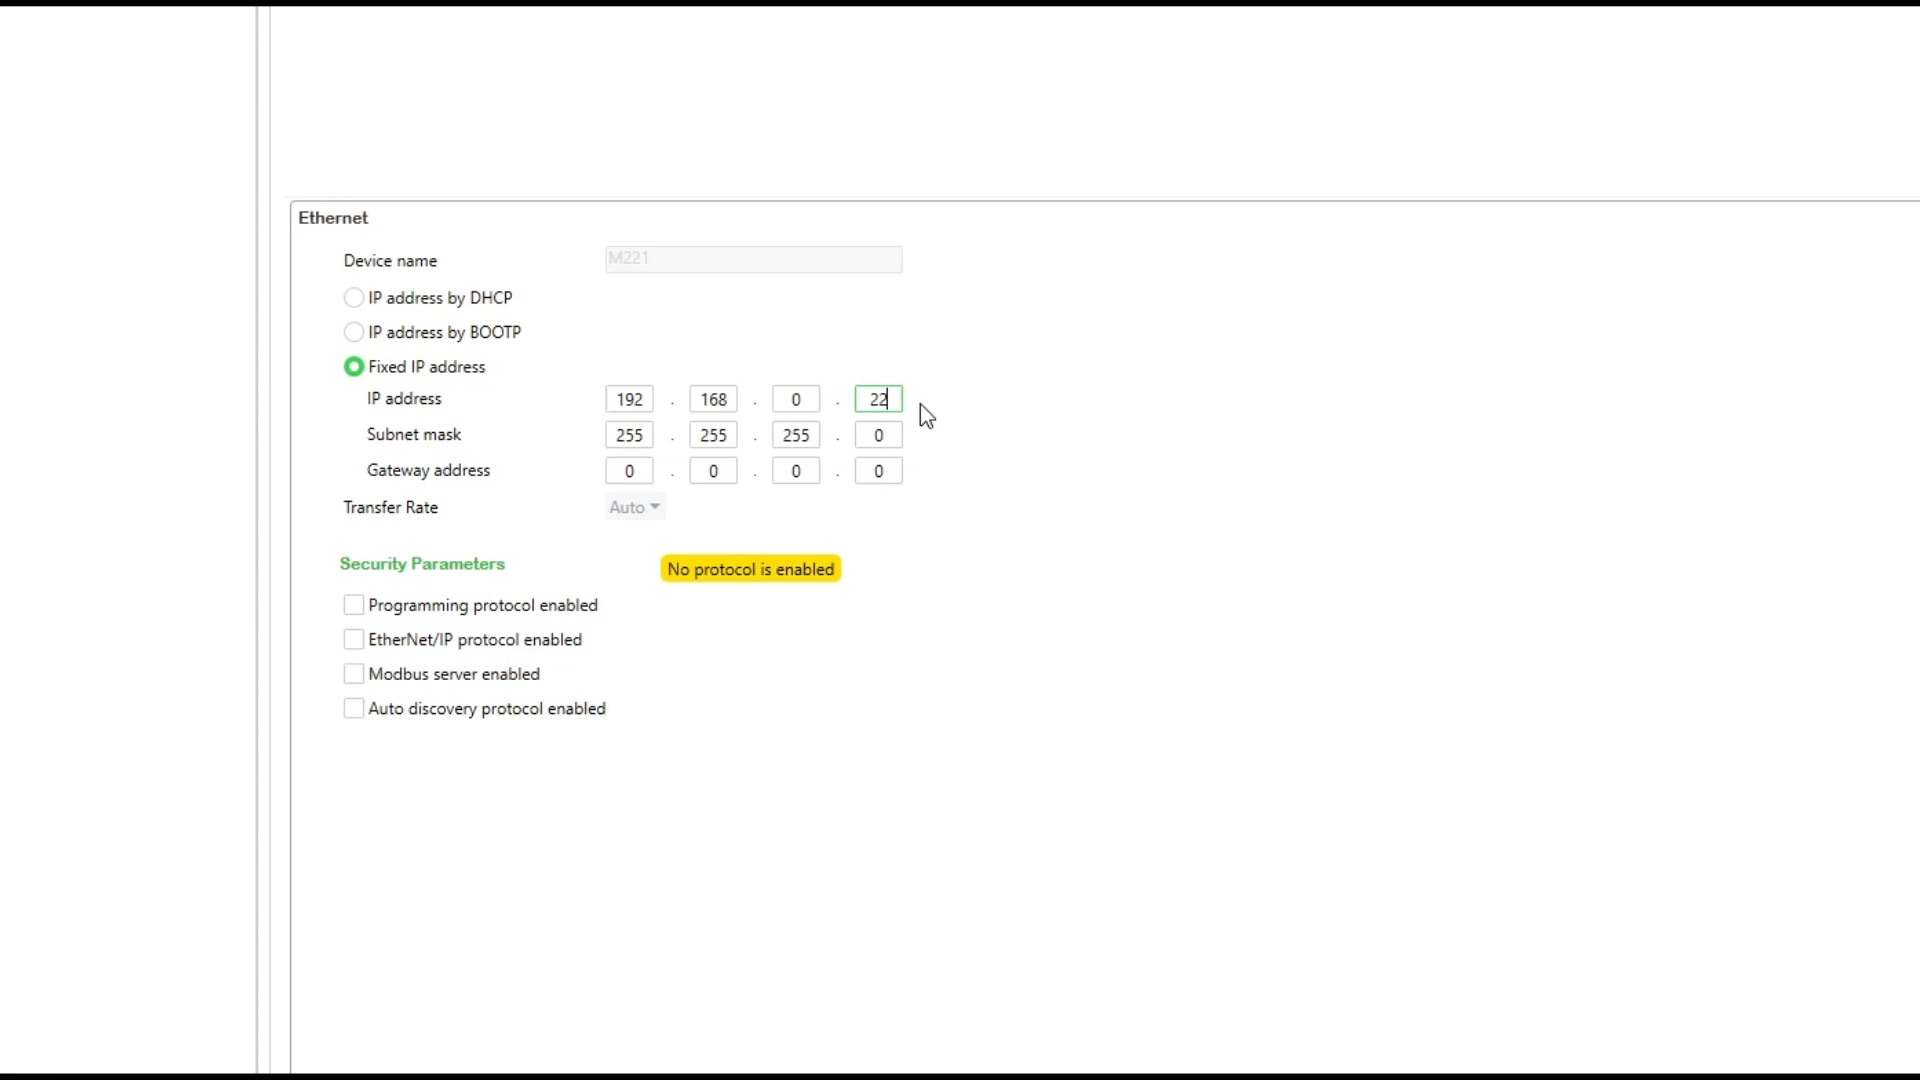 Ethernet
Device name M221
IP address by DHCP
IP address by BOOTP
Fixed IP address
IP address 192 . 168 . 0 . 22
Subnet mask 255 . 255 . 255 . 0
Gateway address 0 . 0 . 0 . 0
Transfer Rate Auto
Security Parameters No protocol is enabled
Programming protocol enabled
EtherNet/IP protocol enabled
Modbus server enabled
Auto discovery protocol enabled